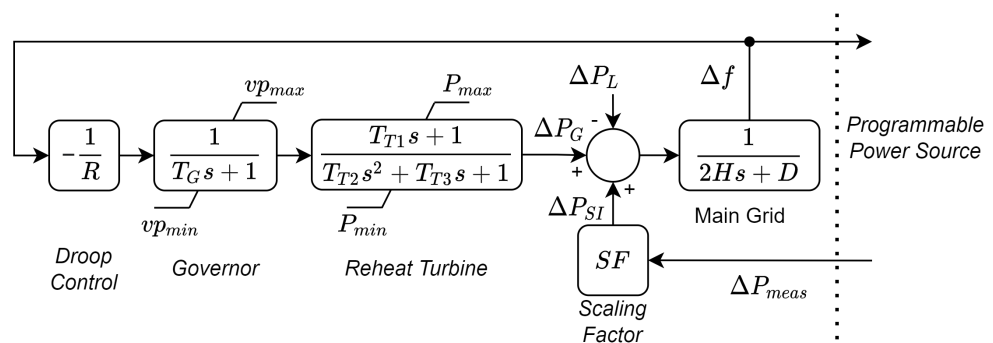 vp_max
P_max
ΔP_L
Δf
Programmable
Power Source
- 1/R
1/(T_G s + 1)
(T_T1 s + 1)/(T_T2 s² + T_T3 s + 1)
ΔP_G
-
+
+
1/(2Hs + D)
vp_min
P_min
ΔP_SI
Main Grid
Droop
Control
Governor
Reheat Turbine
SF
ΔP_meas
Scaling
Factor